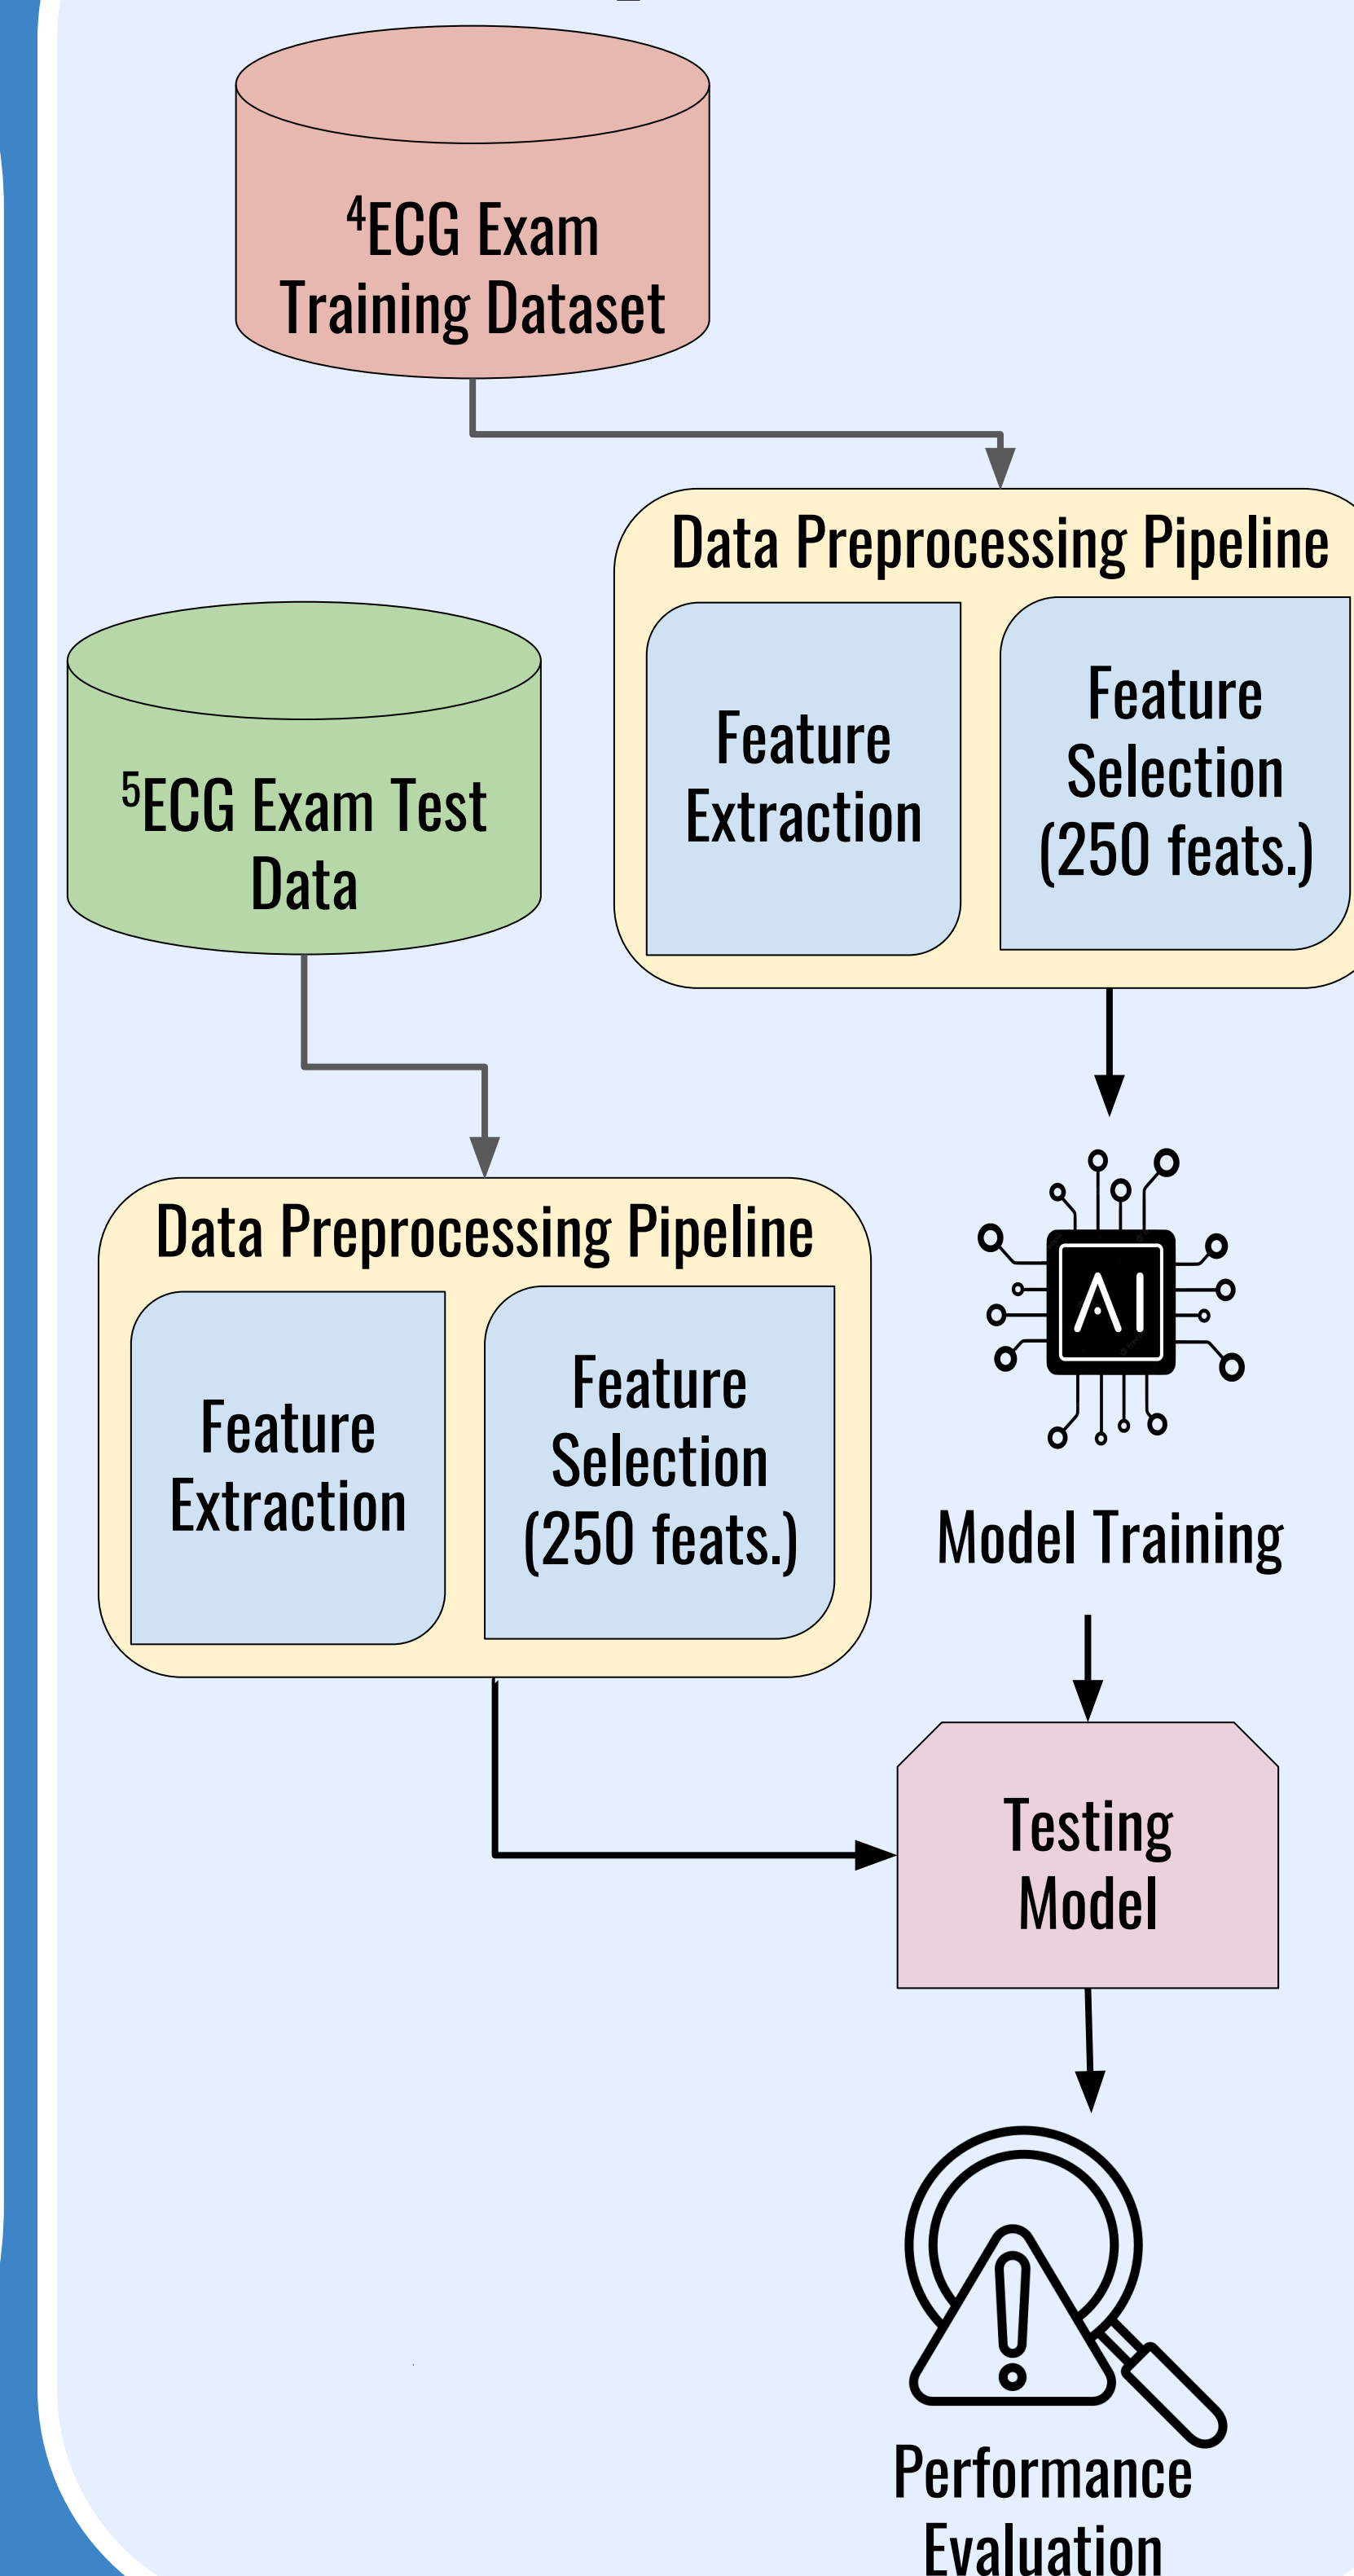 ⁴ECG Exam
Training Dataset
Data Preprocessing Pipeline
Feature
Extraction
Feature
Selection
(250 feats.)
⁵ECG Exam Test
Data
Data Preprocessing Pipeline
Feature
Extraction
Feature
Selection
(250 feats.)
AI
Model Training
Testing
Model
Performance
Evaluation